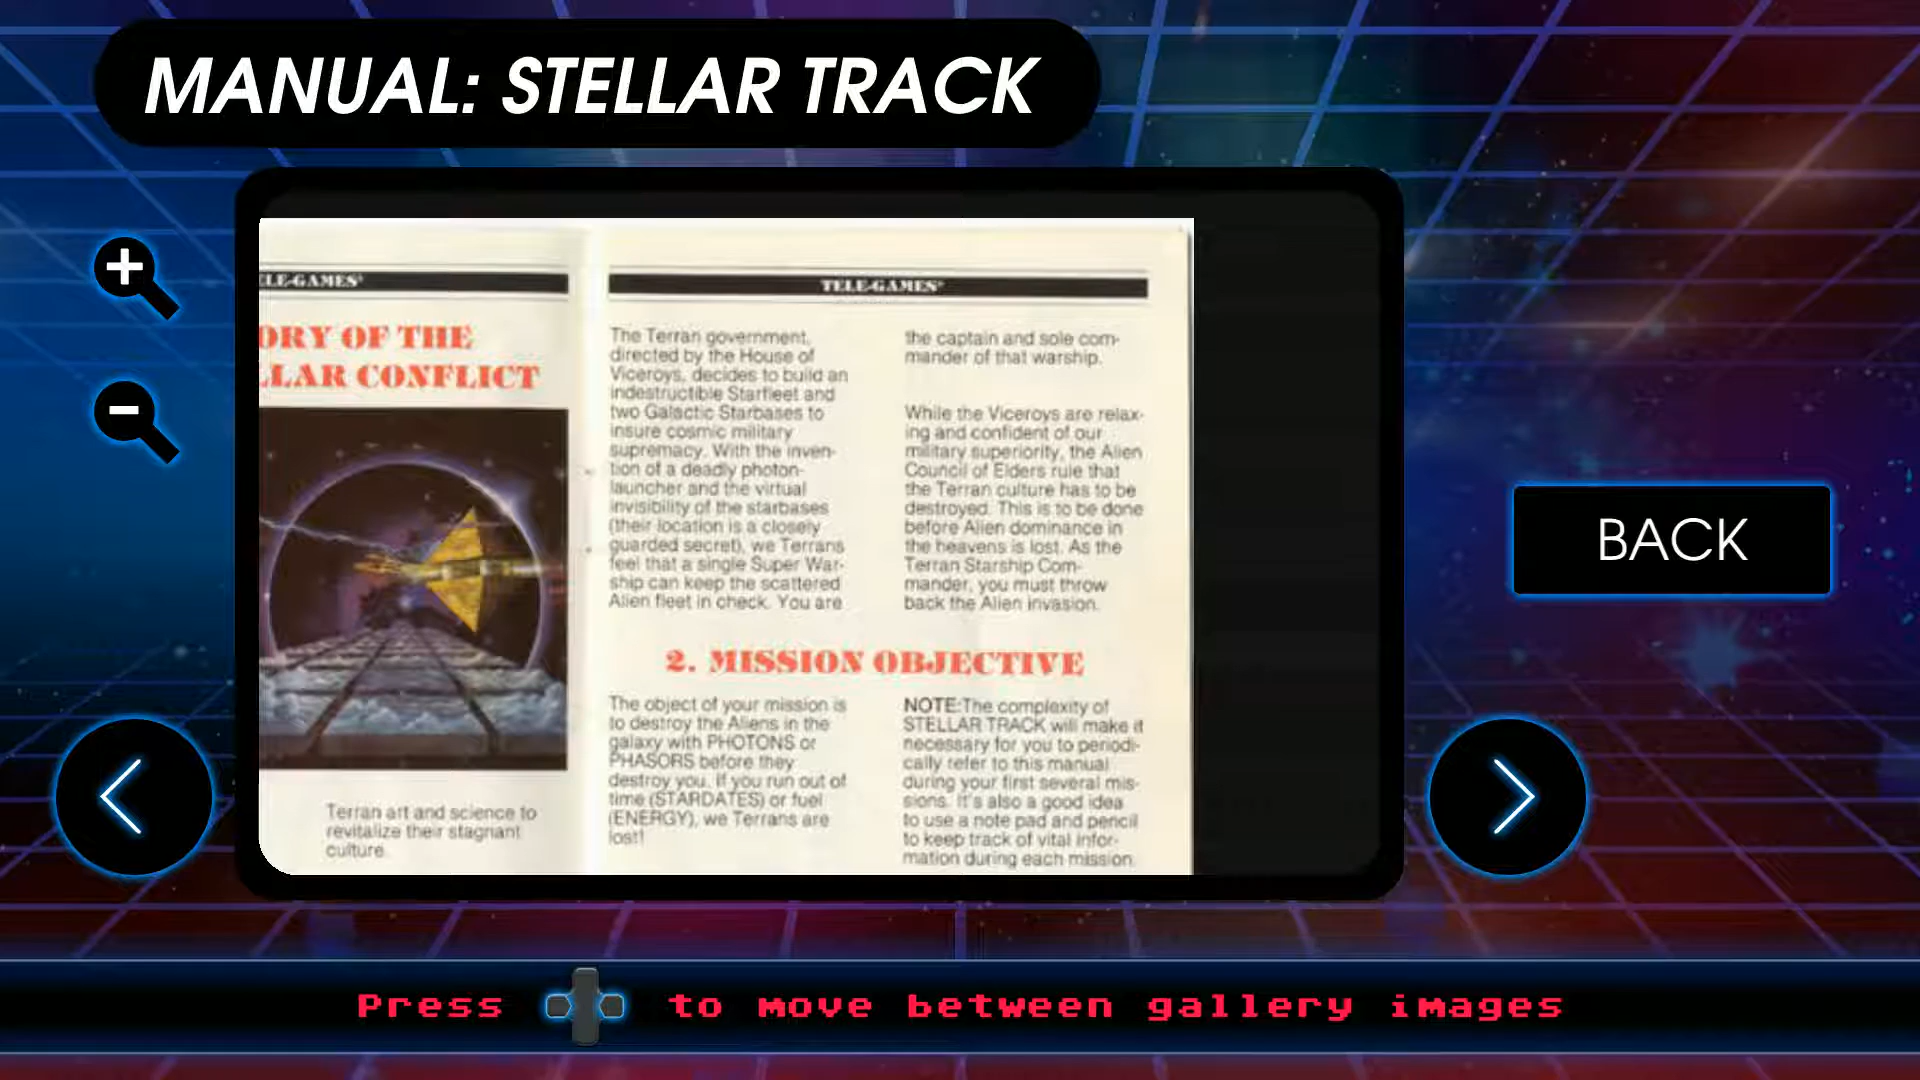 MANUAL: STELLAR TRACK
ELE-GAMES®
ORY OF THE
LLAR CONFLICT
Terran art and science to
revitalize their stagnant
culture.
TELE-GAMES®
The Terran government,
directed by the House of
Viceroys, decides to build an
indestructible Starfleet and
two Galactic Starbases to
insure cosmic military
supremacy. With the inven-
tion of a deadly photon-
launcher and the virtual
invisibility of the starbases
(their location is a closely
guarded secret), we Terrans
feel that a single Super War-
ship can keep the scattered
Alien fleet in check. You are
the captain and sole com-
mander of that warship.
While the Viceroys are relax-
ing and confident of our
military superiority, the Alien
Council of Elders rule that
the Terran culture has to be
destroyed. This is to be done
before Alien dominance in
the heavens is lost. As the
Terran Starship Com-
mander, you must throw
back the Alien invasion.
2. MISSION OBJECTIVE
The object of your mission is
to destroy the Aliens in the
galaxy with PHOTONS or
PHASORS before they
destroy you. If you run out of
time (STARDATES) or fuel
(ENERGY), we Terrans are
lost!
NOTE:The complexity of
STELLAR TRACK will make it
necessary for you to periodi-
cally refer to this manual
during your first several mis-
sions. It's also a good idea
to use a note pad and pencil
to keep track of vital infor-
mation during each mission.
BACK
Press to move between gallery images